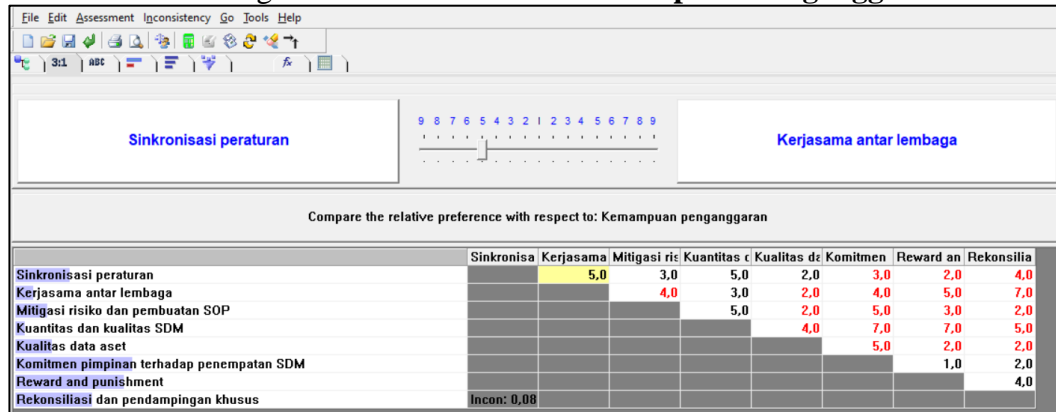 File Edit Assessment Inconsistency Go Tools Help
3:1 ABC fx
9 8 7 6 5 4 3 2 1 2 3 4 5 6 7 8 9
Sinkronisasi peraturan Kerjasama antar lembaga
Compare the relative preference with respect to: Kemampuan penganggaran
Sinkronisa Kerjasama Mitigasi ris Kuantitas Kualitas da Komitmen Reward an Rekonsilia
Sinkronisasi peraturan 5,0 3,0 5,0 2,0 3,0 2,0 4,0
Kerjasama antar lembaga 4,0 3,0 2,0 4,0 5,0 7,0
Mitigasi risiko dan pembuatan SOP 5,0 2,0 5,0 3,0 2,0
Kuantitas dan kualitas SDM 4,0 7,0 7,0 5,0
Kualitas data aset 5,0 2,0 2,0
Komitmen pimpinan terhadap penempatan SDM 1,0 2,0
Reward and punishment 4,0
Rekonsiliasi dan pendampingan khusus Incon: 0,08